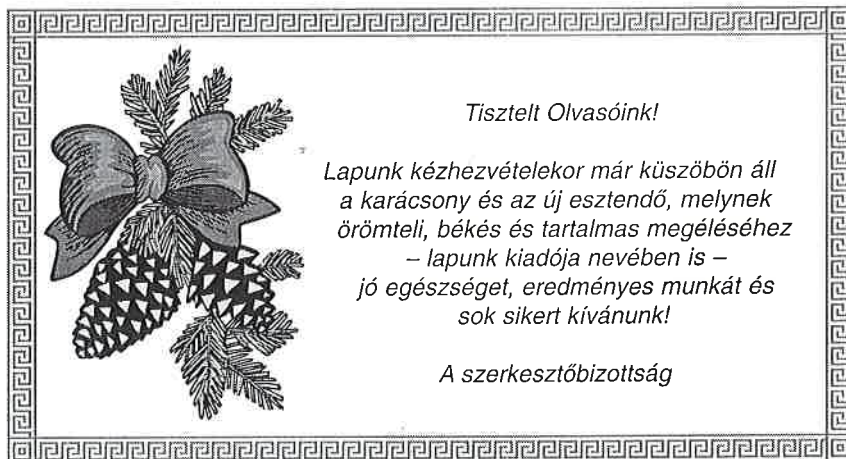 Tisztelt Olvasóink!
Lapunk kézhezvételekor már küszöbön áll
a karácsony és az új esztendő, melynek
örömteli, békés és tartalmas megéléséhez
– lapunk kiadója nevében is –
jó egészséget, eredményes munkát és
sok sikert kívánunk!
A szerkesztőbizottság